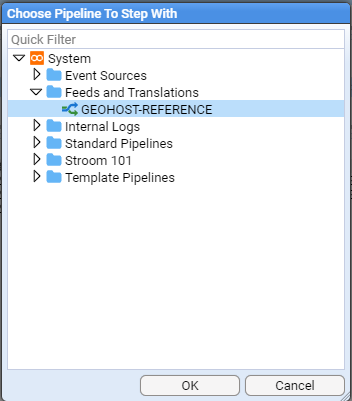 Choose Pipeline To Step With
Quick Filter
System
Event Sources
Feeds and Translations
GEOHOST-REFERENCE
Internal Logs
Standard Pipelines
Stroom 101
Template Pipelines
OK Cancel